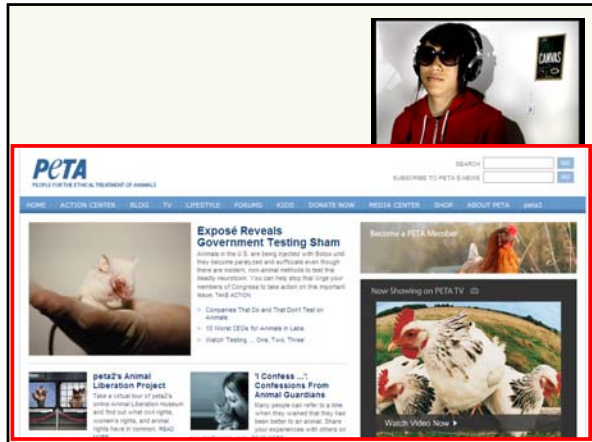 CANVAS
PeTA
PEOPLE FOR THE ETHICAL TREATMENT OF ANIMALS
SEARCH
SUBSCRIBE TO PETA E-NEWS
HOME ACTION CENTER BLOG TV LIFESTYLE FORUMS KIDS DONATE NOW MEDIA CENTER SHOP ABOUT PETA peta2
Exposé Reveals
Government Testing Sham
Animals in the U.S. are being injected with Botox until
they become paralyzed and suffocate even though
there are modern, non-animal methods to test this
deadly neurotoxin. You can help stop this! Urge your
members of Congress to take action on this important
issue. TAKE ACTION.
> Companies That Do and That Don't Test on
Animals
> 10 Worst CEOs for Animals in Labs
> Watch 'Testing ... One, Two, Three'
Become a PETA Member
Now Showing on PETA TV
Watch Video Now
peta2's Animal
Liberation Project
Take a virtual tour of peta2's
online Animal Liberation museum
and find out what civil rights,
women's rights, and animal
rights have in common. READ
'I Confess ...':
Confessions From
Animal Guardians
Many people can refer to a time
when they wished that they had
been better to an animal. Share
your experiences with others on